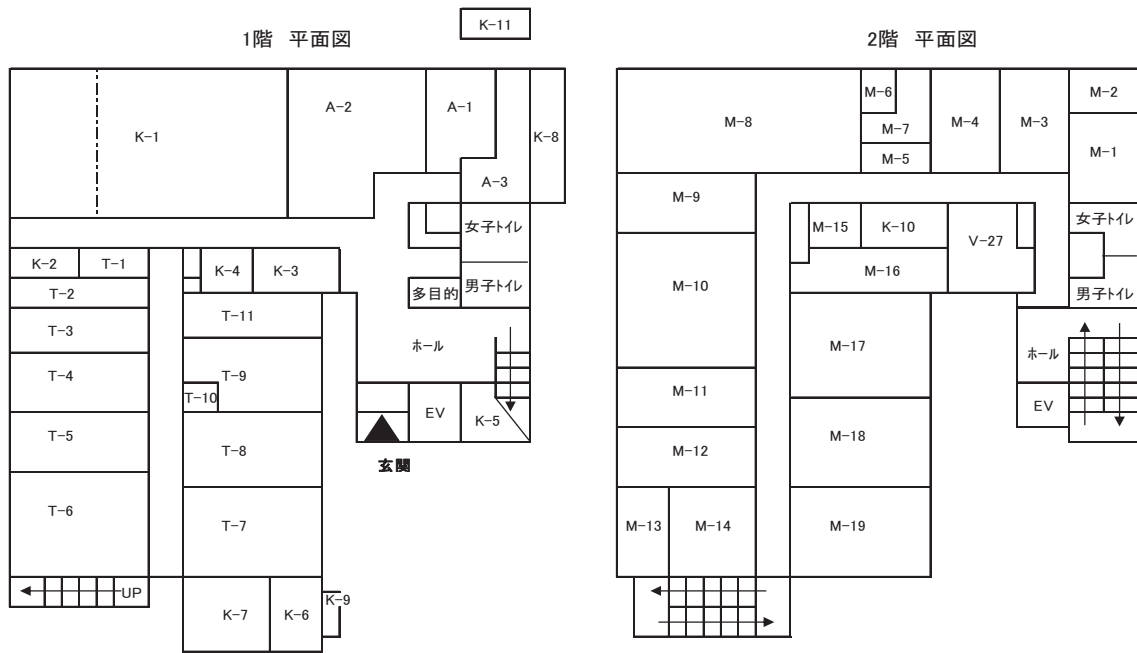 K-11
1階 平面図
K-1
A-2
A-1
K-8
A-3
女子トイレ
K-2
T-1
K-4
K-3
T-2
多目的
男子トイレ
T-11
T-3
ホール
T-4
T-9
T-10
EV
K-5
T-5
T-8
玄関
T-6
T-7
UP
K-9
K-7
K-6
2階 平面図
M-6
M-2
M-8
M-7
M-4
M-3
M-5
M-1
M-9
女子トイレ
M-15
K-10
V-27
M-16
M-10
男子トイレ
M-17
ホール
M-11
EV
M-18
M-12
M-13
M-14
M-19